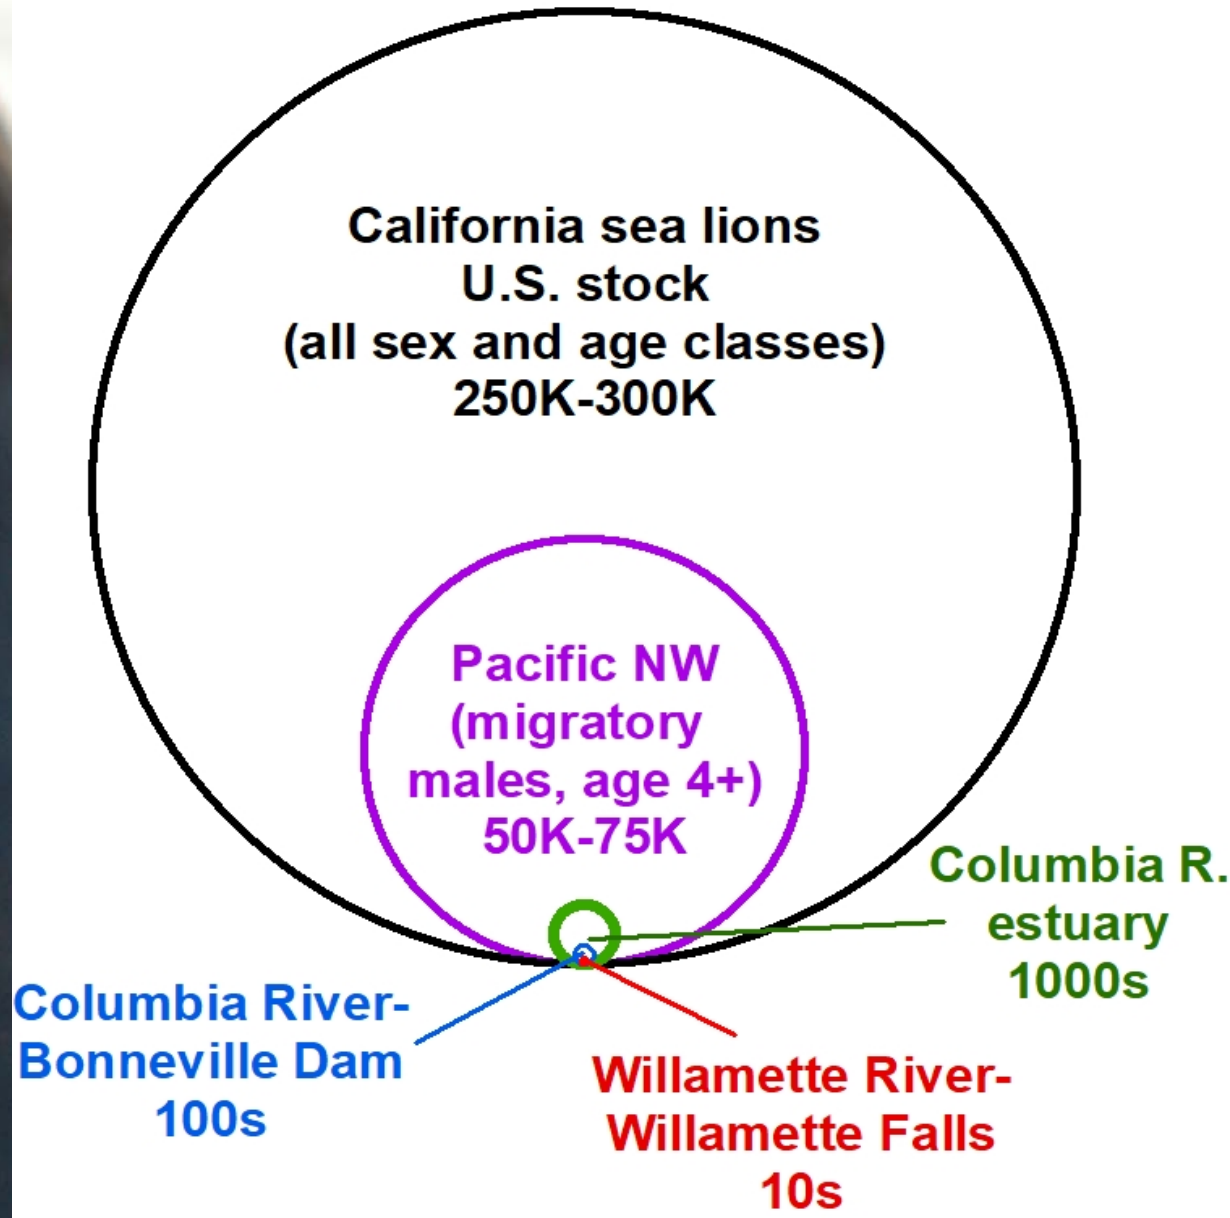 California sea lions
U.S. stock
(all sex and age classes)
250K-300K
Pacific NW
(migratory
males, age 4+)
50K-75K
Columbia R.
estuary
1000s
Columbia River-
Bonneville Dam
100s
Willamette River-
Willamette Falls
10s